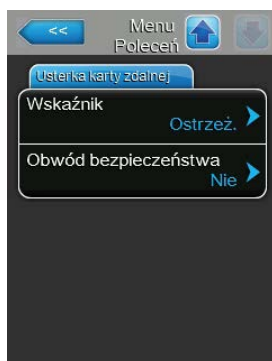 <<
Menu
Poleceń
Usterka karty zdalnej
Wskaźnik
Ostrzeż.
Obwód bezpieczeństwa
Nie